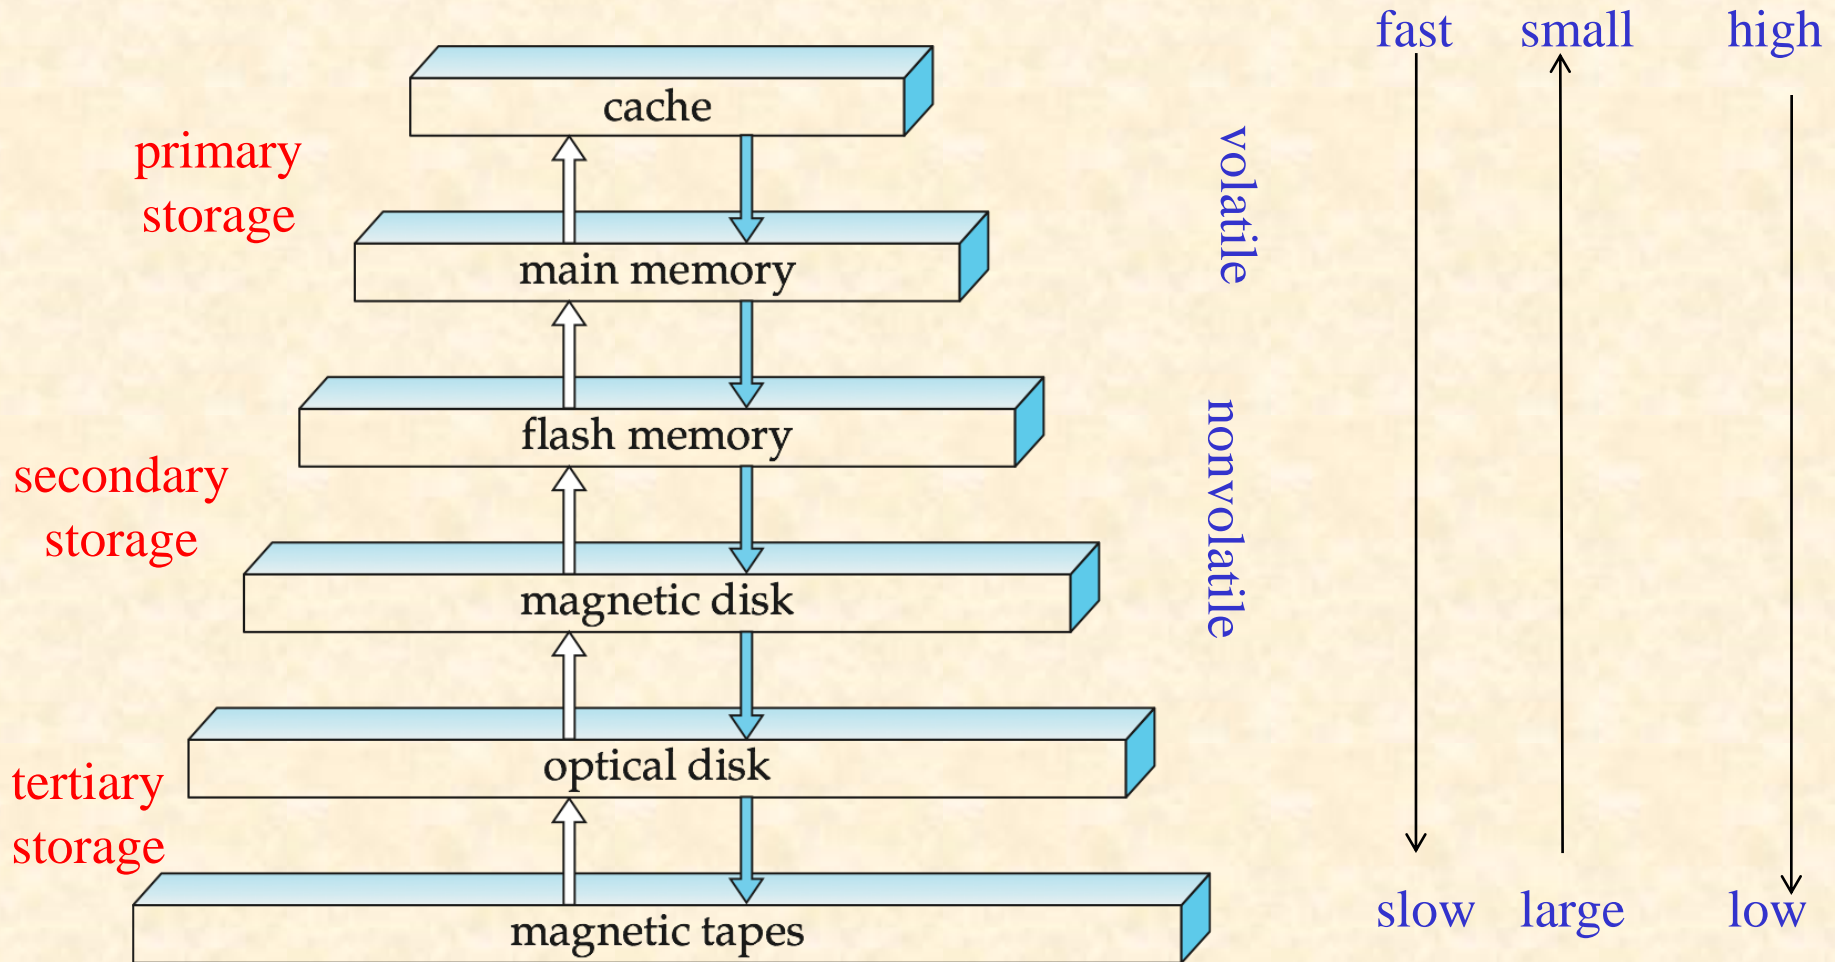 fast
small
high
cache
primary
storage
volatile
main memory
flash memory
nonvolatile
secondary
storage
magnetic disk
optical disk
tertiary
storage
slow
large
low
magnetic tapes